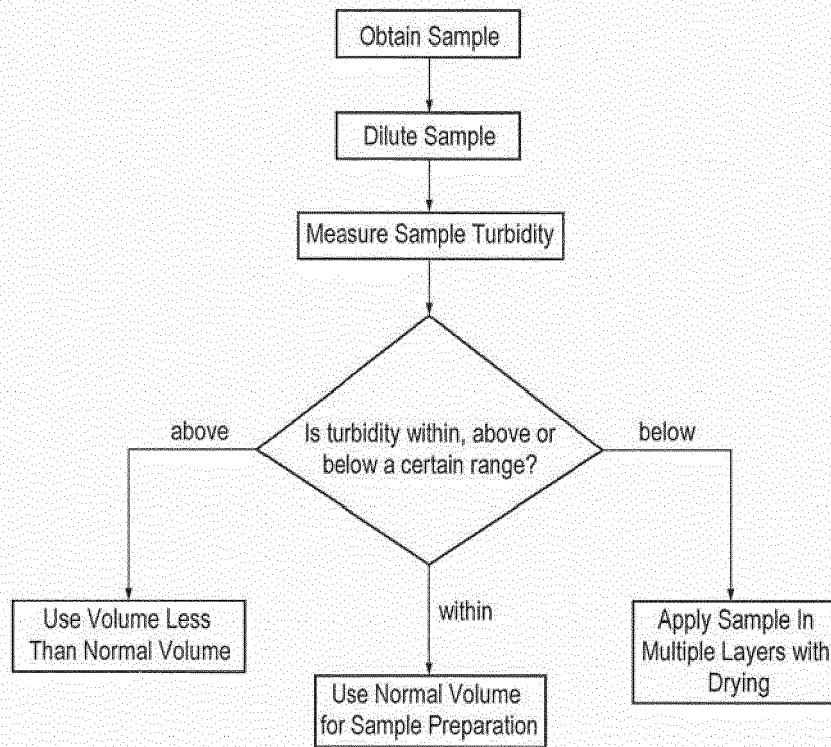 Obtain Sample
Dilute Sample
Measure Sample Turbidity
Is turbidity within, above or
below a certain range?
above
below
within
Use Volume Less
Than Normal Volume
Use Normal Volume
for Sample Preparation
Apply Sample In
Multiple Layers with
Drying